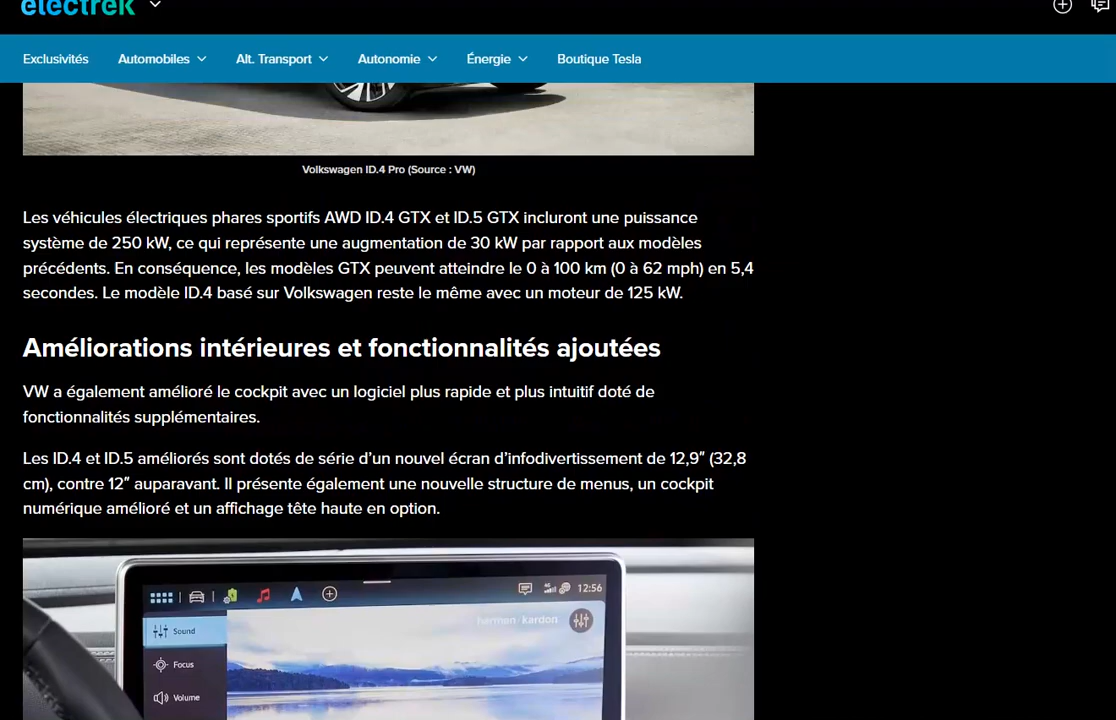 electrek
Exclusivités Automobiles Alt. Transport Autonomie Énergie Boutique Tesla
Volkswagen ID.4 Pro (Source : VW)
Les véhicules électriques phares sportifs AWD ID.4 GTX et ID.5 GTX incluront une puissance
système de 250 kW, ce qui représente une augmentation de 30 kW par rapport aux modèles
précédents. En conséquence, les modèles GTX peuvent atteindre le 0 à 100 km (0 à 62 mph) en 5,4
secondes. Le modèle ID.4 basé sur Volkswagen reste le même avec un moteur de 125 kW.
Améliorations intérieures et fonctionnalités ajoutées
VW a également amélioré le cockpit avec un logiciel plus rapide et plus intuitif doté de
fonctionnalités supplémentaires.
Les ID.4 et ID.5 améliorés sont dotés de série d’un nouvel écran d’infodivertissement de 12,9″ (32,8
cm), contre 12″ auparavant. Il présente également une nouvelle structure de menus, un cockpit
numérique amélioré et un affichage tête haute en option.
4G 12:56
harman / kardon
Sound
Focus
Volume